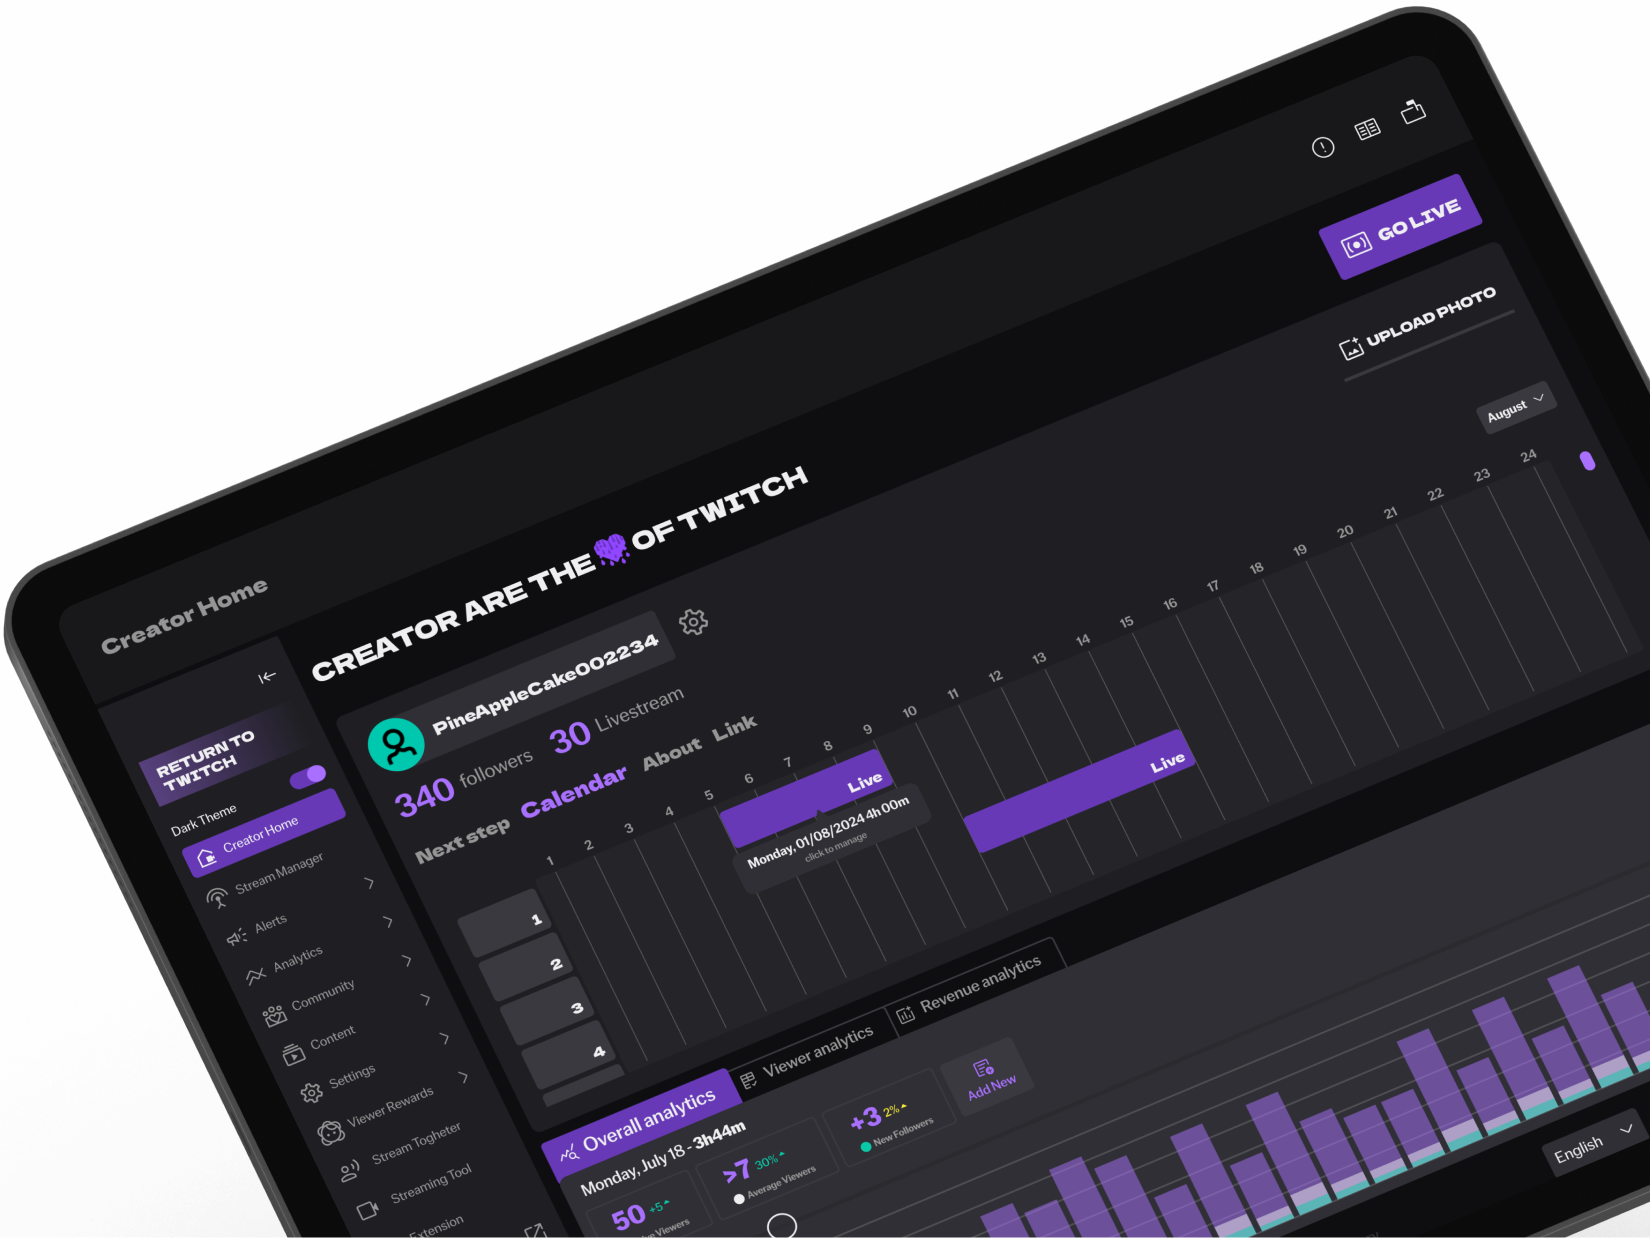 Creator Home
GO LIVE
CREATOR ARE THE OF TWITCH
UPLOAD PHOTO
August
RETURN TO
TWITCH
Dark Theme
Creator Home
Stream Manager
Alerts
Analytics
Community
Content
Settings
Viewer Rewards
Stream Togheter
Streaming Tool
Extension
PineAppleCake002234
340 followers 30 Livestream
Next step Calendar About Link
1 2 3 4 5 6 7 8 9 10 11 12 13 14 15 16 17 18 19 20 21 22 23 24
1
2
3
4
Live
Monday, 01/08/2024 4h 00m
click to manage
Live
Overall analytics
Viewer analytics
Revenue analytics
Monday, July 18 - 3h44m
50 +5
Viewers
>7 30%
Average Viewers
+3 2%
New Followers
Add New
English